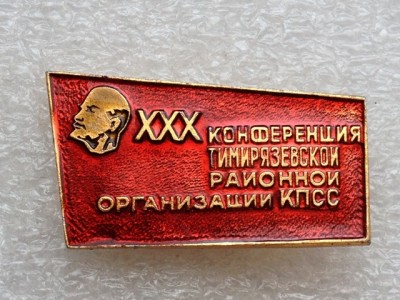 XXX КОНФЕРЕНЦИЯ
ТИМИРЯЗЕВСКОЙ
РАЙОННОЙ
ОРГАНИЗАЦИИ КПСС